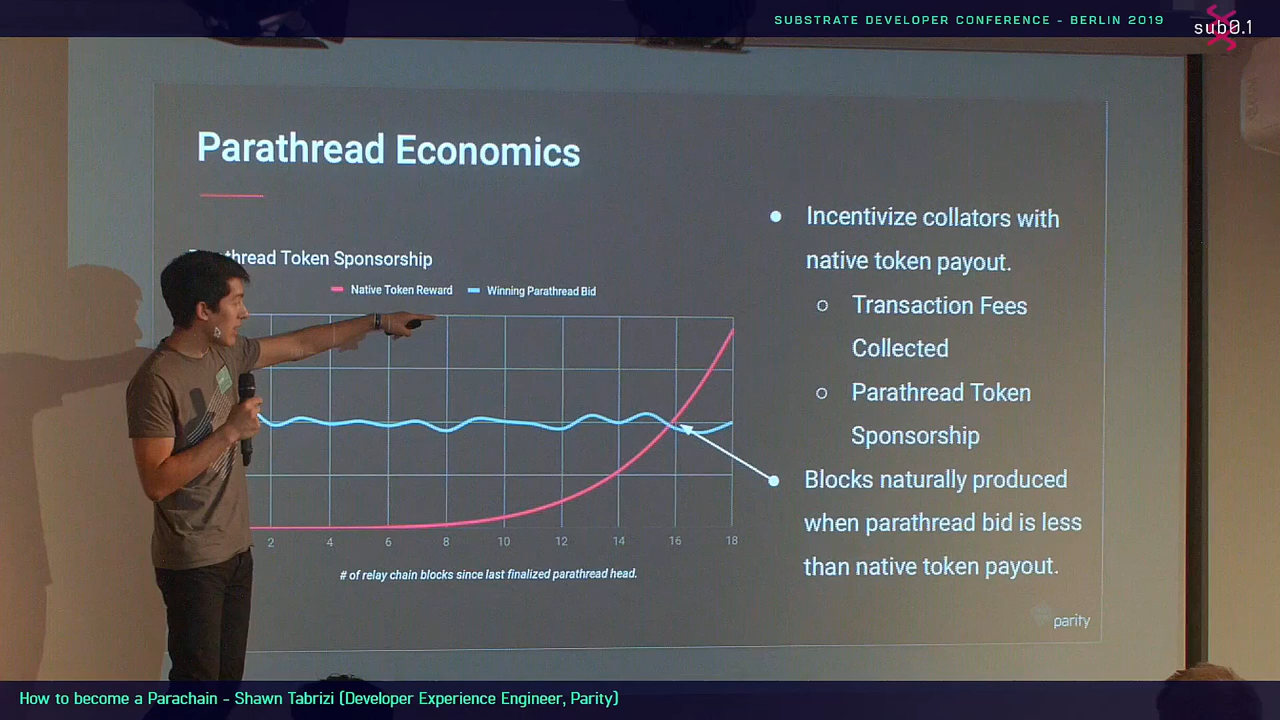 SUBSTRATE DEVELOPER CONFERENCE - BERLIN 2019
sub0.1
Parathread Economics
thread Token Sponsorship
Native Token Reward
Winning Parathread Bid
2 4 6 8 10 12 14 16 18
# of relay chain blocks since last finalized parathread head.
● Incentivize collators with
native token payout.
○ Transaction Fees
Collected
○ Parathread Token
Sponsorship
● Blocks naturally produced
when parathread bid is less
than native token payout.
parity
How to become a Parachain - Shawn Tabrizi (Developer Experience Engineer, Parity)